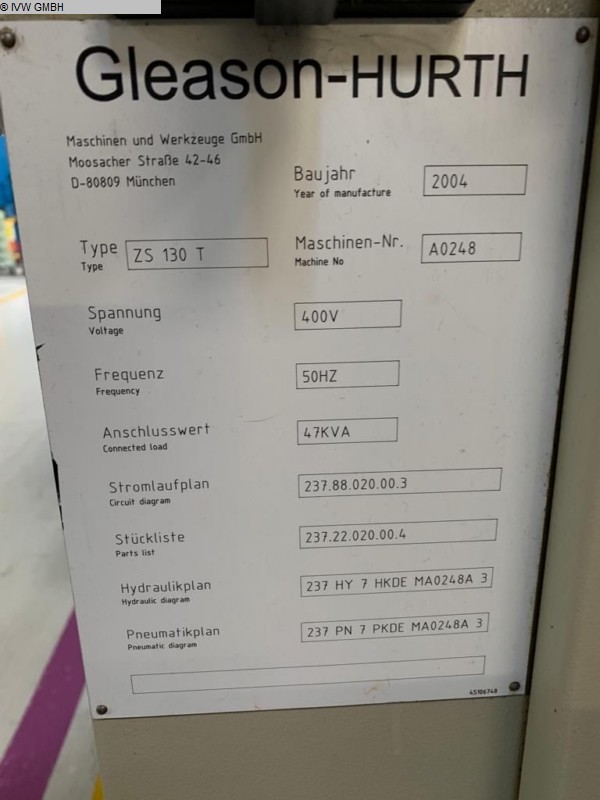 © IVW GMBH
Gleason-HURTH
Maschinen und Werkzeuge GmbH
Moosacher Straße 42-46
D-80809 München
Baujahr 2004
Year of manufacture
Type ZS 130 T
Type
Maschinen-Nr. A0248
Machine No
Spannung 400V
Voltage
Frequenz 50HZ
Frequency
Anschlusswert 47KVA
Connected load
Stromlaufplan 237.88.020.00.3
Circuit diagram
Stückliste 237.22.020.00.4
Parts list
Hydraulikplan 237 HY 7 HKDE MA0248A 3
Hydraulic diagram
Pneumatikplan 237 PN 7 PKDE MA0248A 3
Pneumatic diagram
45106748